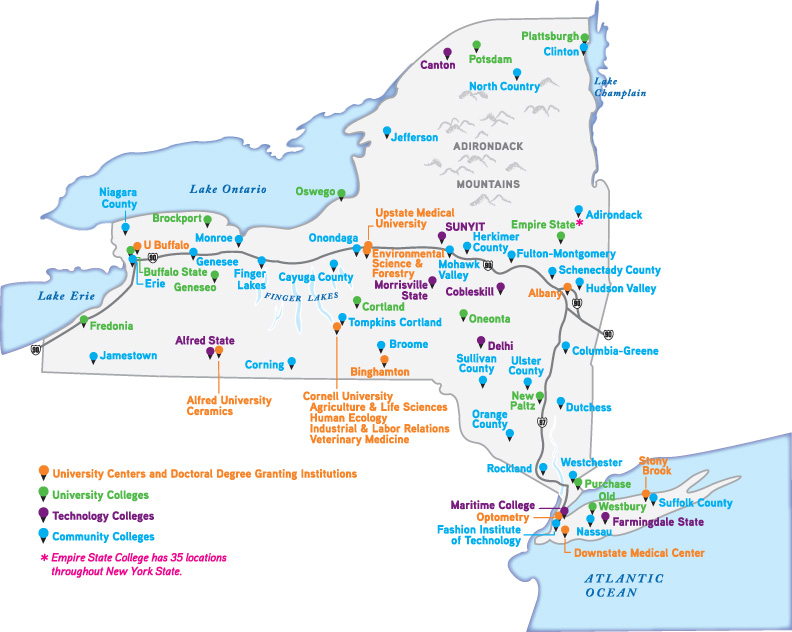 Plattsburgh
Clinton
Potsdam
Canton
North Country
Lake
Champlain
Jefferson
ADIRONDACK
MOUNTAINS
Lake Ontario
Niagara
County
Oswego
Adirondack
*
Brockport
Upstate Medical
University
SUNYIT
Empire State
Monroe
Onondaga
Herkimer
County
U Buffalo
Environmental
Science &
Forestry
Mohawk
Valley
Fulton-Montgomery
90
90
Genesee
Buffalo State
Erie
Finger
Lakes
Cayuga County
Schenectady County
Geneseo
Morrisville
State
Cobleskill
Hudson Valley
Albany
Lake Erie
FINGER LAKES
90
Cortland
Fredonia
Tompkins Cortland
Oneonta
90
90
Alfred State
Broome
Delhi
Columbia-Greene
Jamestown
Corning
Binghamton
Sullivan
County
Ulster
County
Alfred University
Ceramics
Cornell University
Agriculture & Life Sciences
Human Ecology
Industrial & Labor Relations
Veterinary Medicine
New
Paltz
Dutchess
Orange
County
87
Rockland
Westchester
Stony
Brook
University Centers and Doctoral Degree Granting Institutions
University Colleges
Technology Colleges
Community Colleges
* Empire State College has 35 locations
throughout New York State.
Purchase
Old
Westbury
Suffolk County
Maritime College
Optometry
Farmingdale State
Fashion Institute
of Technology
Nassau
Downstate Medical Center
ATLANTIC
OCEAN